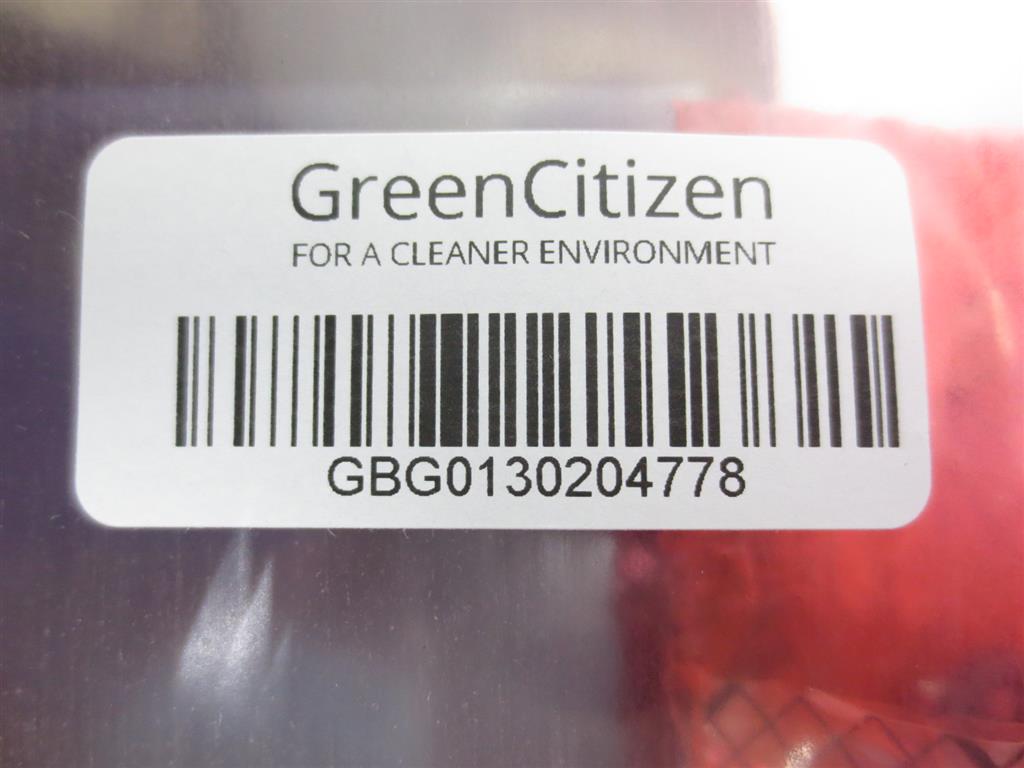 GreenCitizen
FOR A CLEANER ENVIRONMENT
GBG0130204778